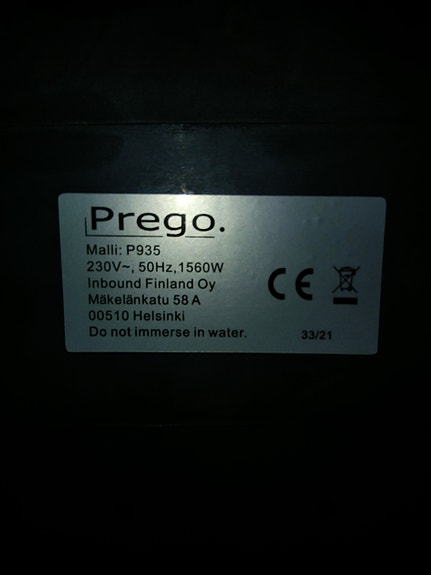 Prego.
Malli: P935
230V~, 50Hz,1560W
Inbound Finland Oy
Mäkelänkatu 58 A
00510 Helsinki
Do not immerse in water.
CE
33/21